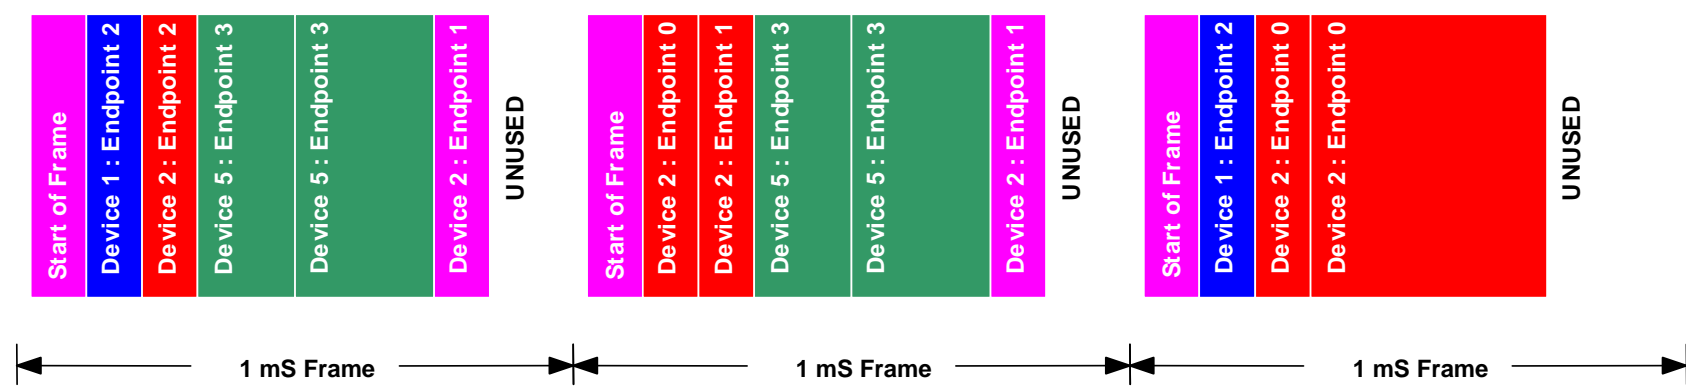 Start of Frame
Device 1 : Endpoint 2
Device 2 : Endpoint 2
Device 5 : Endpoint 3
Device 5 : Endpoint 3
Device 2 : Endpoint 1
UNUSED
Start of Frame
Device 2 : Endpoint 0
Device 2 : Endpoint 1
Device 5 : Endpoint 3
Device 5 : Endpoint 3
Device 2 : Endpoint 1
UNUSED
Start of Frame
Device 1 : Endpoint 2
Device 2 : Endpoint 0
Device 2 : Endpoint 0
UNUSED
1 mS Frame
1 mS Frame
1 mS Frame